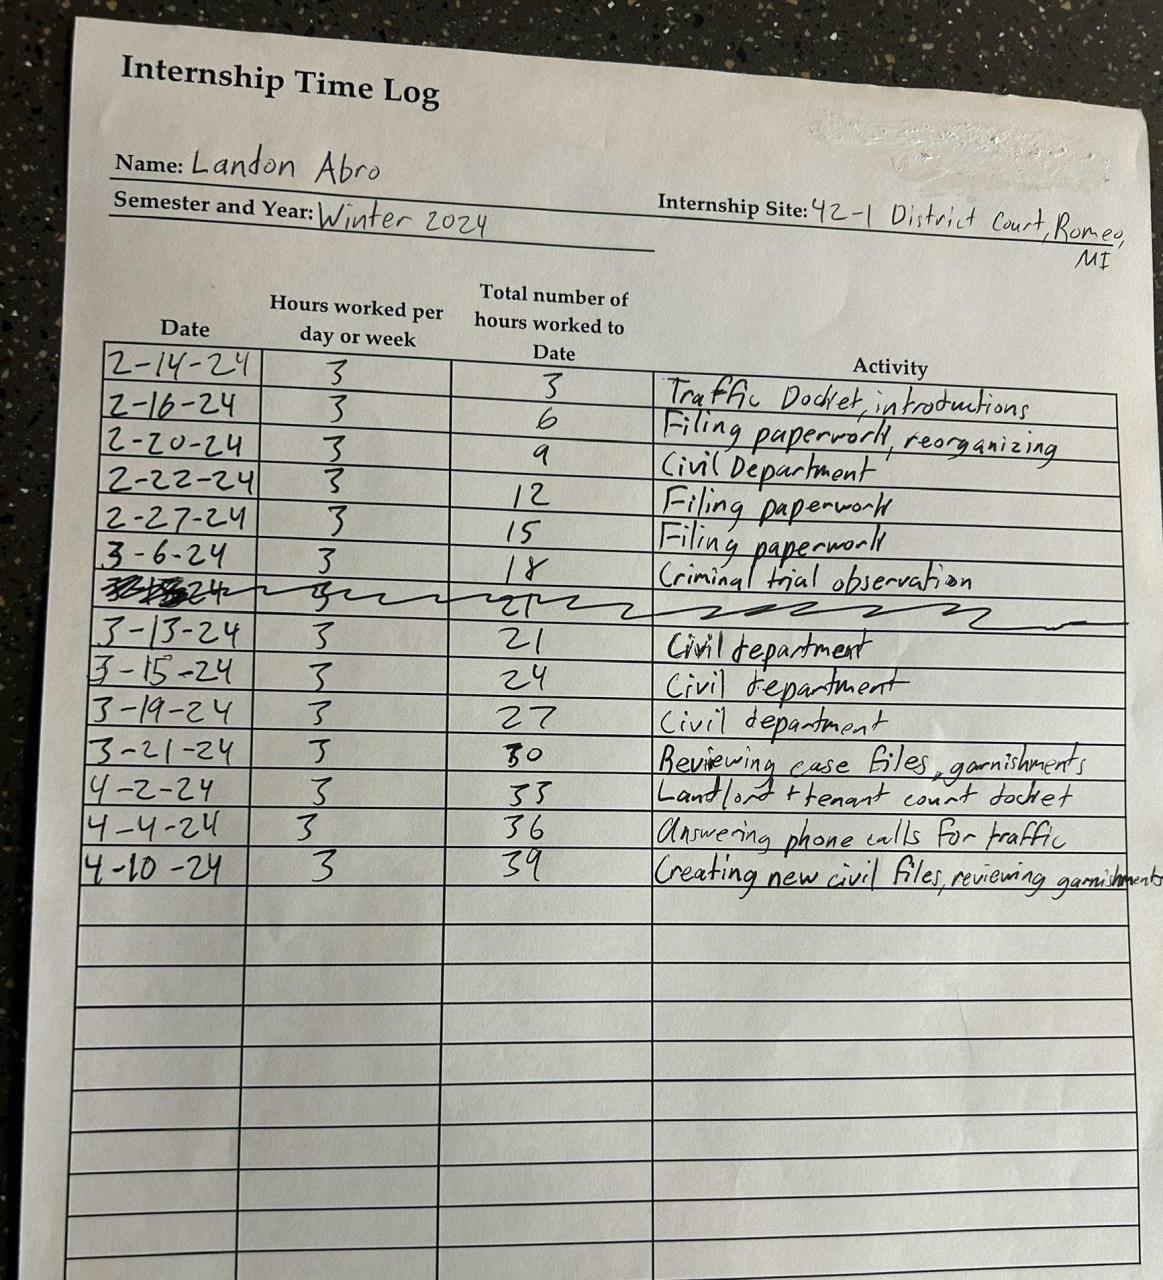 Internship Time Log
Name: Landon Abro
Semester and Year: Winter 2024
Internship Site: 42-1 District Court, Romeo,
MI
Date Hours worked per day or week Total number of hours worked to Date Activity
2-14-24 3 3 Traffic Docket, introductions
2-16-24 3 6 Filing paperwork, reorganizing
2-20-24 3 9 Civil Department
2-22-24 3 12 Filing paperwork
2-27-24 3 15 Filing paperwork
3-6-24 3 18 Criminal trial observation
24 3 21
3-13-24 3 21 Civil department
3-15-24 3 24 Civil department
3-19-24 3 27 Civil department
3-21-24 3 30 Reviewing case files, garnishments
4-2-24 3 33 Landlord + tenant court docket
4-4-24 3 36 Answering phone calls for traffic
4-10-24 3 39 Creating new civil files, reviewing garnishments